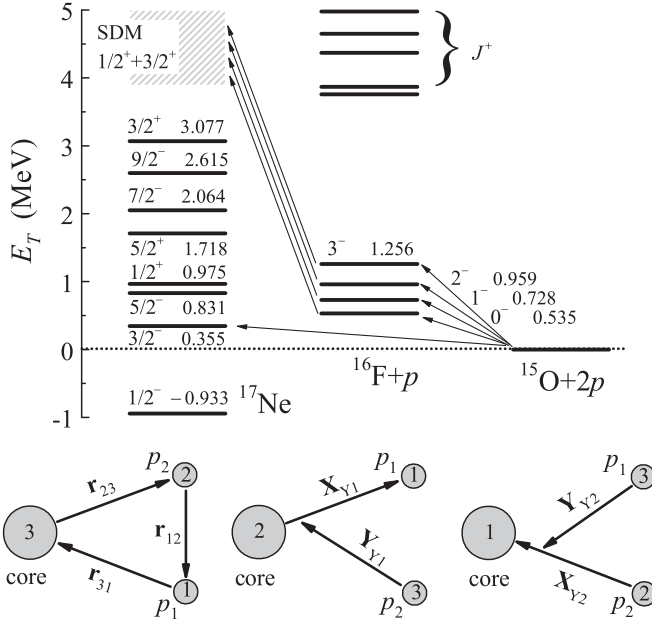 5
SDM
1/2⁺+3/2⁺
} J⁺
4
3/2⁺ 3.077
3
9/2⁻ 2.615
7/2⁻ 2.064
2
E_T (MeV)
5/2⁺ 1.718
3⁻ 1.256
1/2⁺ 0.975
2⁻ 0.959
1
1⁻ 0.728
5/2⁻ 0.831
0⁻ 0.535
3/2⁻ 0.355
0
¹⁶F+p
¹⁵O+2p
1/2⁻ −0.933
¹⁷Ne
-1
p₂
2
r₂₃
3
r₁₂
core
r₃₁
1
p₁
p₁
1
X_Y1
2
Y_Y1
core
3
p₂
p₁
3
Y_Y2
1
core
X_Y2
2
p₂